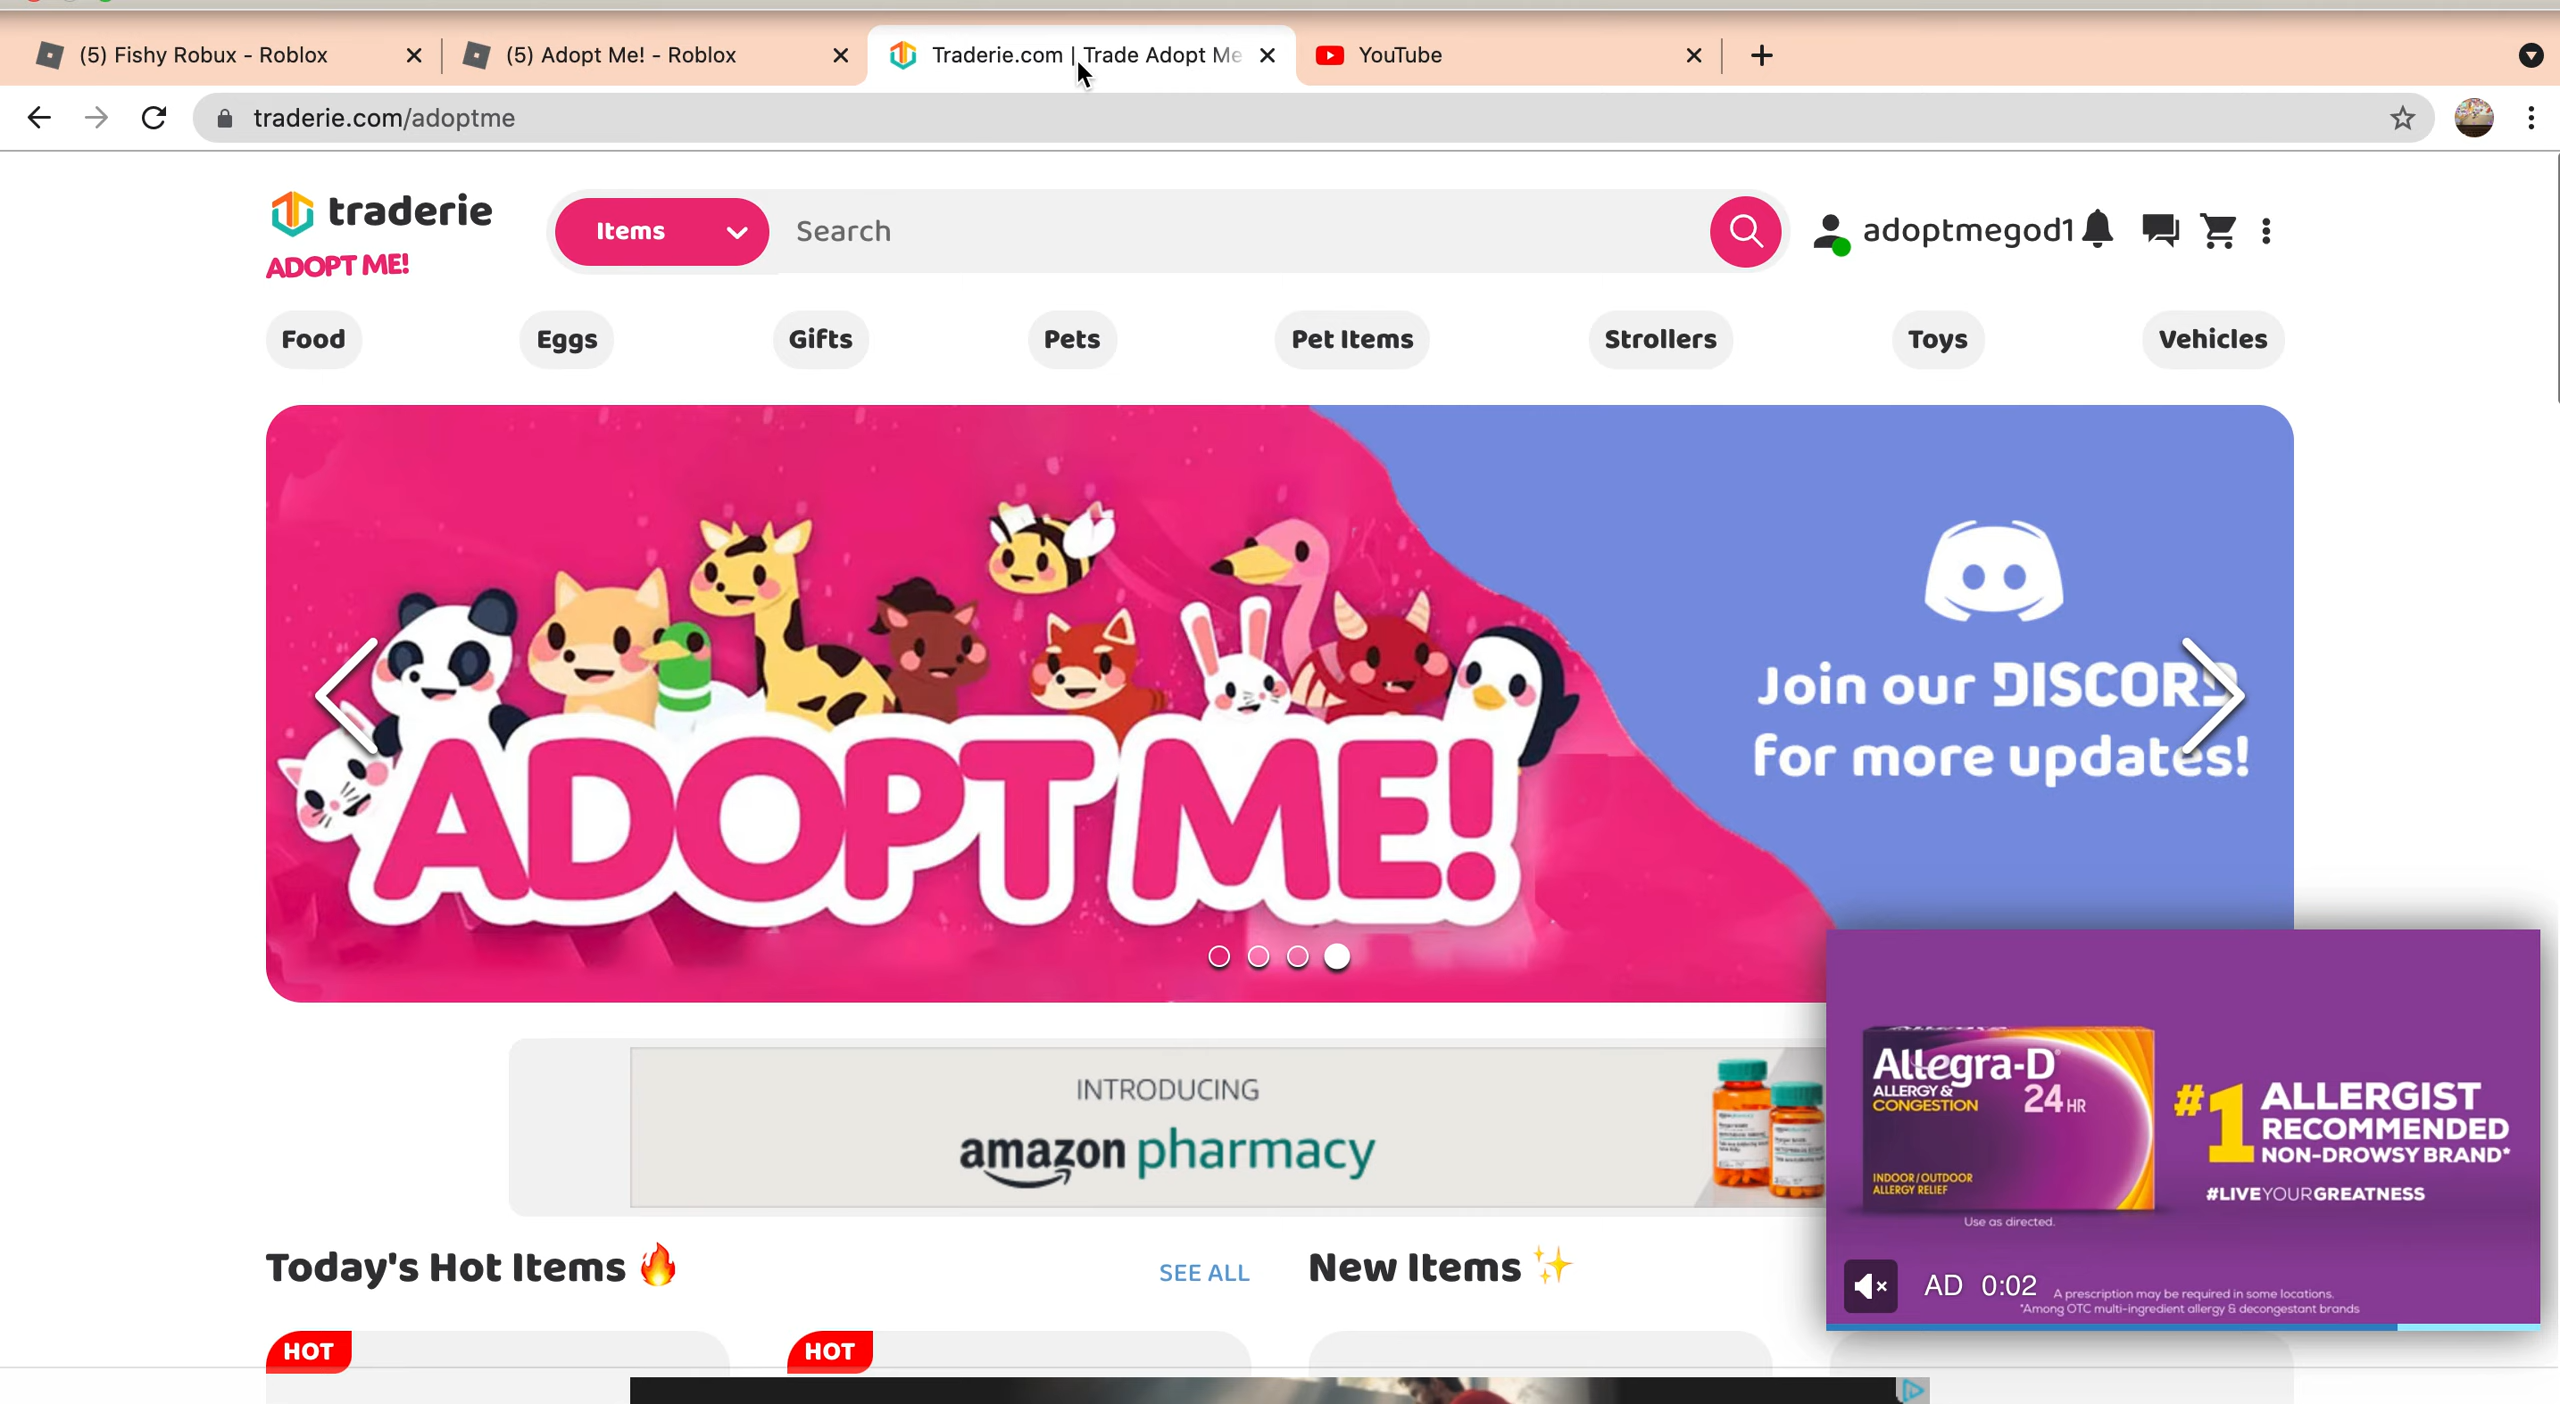 (5) Fishy Robux - Roblox
(5) Adopt Me! - Roblox
Traderie.com | Trade Adopt Me
YouTube
traderie.com/adoptme
traderie
ADOPT ME!
Items
Search
adoptmegod1
Food
Eggs
Gifts
Pets
Pet Items
Strollers
Toys
Vehicles
ADOPT ME!
Join our DISCORD
for more updates!
INTRODUCING
amazon pharmacy
Allegra-D
ALLERGY &
CONGESTION
24 HR
INDOOR/OUTDOOR
ALLERGY RELIEF
Use as directed.
#1 ALLERGIST
RECOMMENDED
NON-DROWSY BRAND*
#LIVEYOURGREATNESS
AD 0:02
A prescription may be required in some locations.
*Among OTC multi-ingredient allergy & decongestant brands
Today's Hot Items
SEE ALL
New Items
HOT
HOT